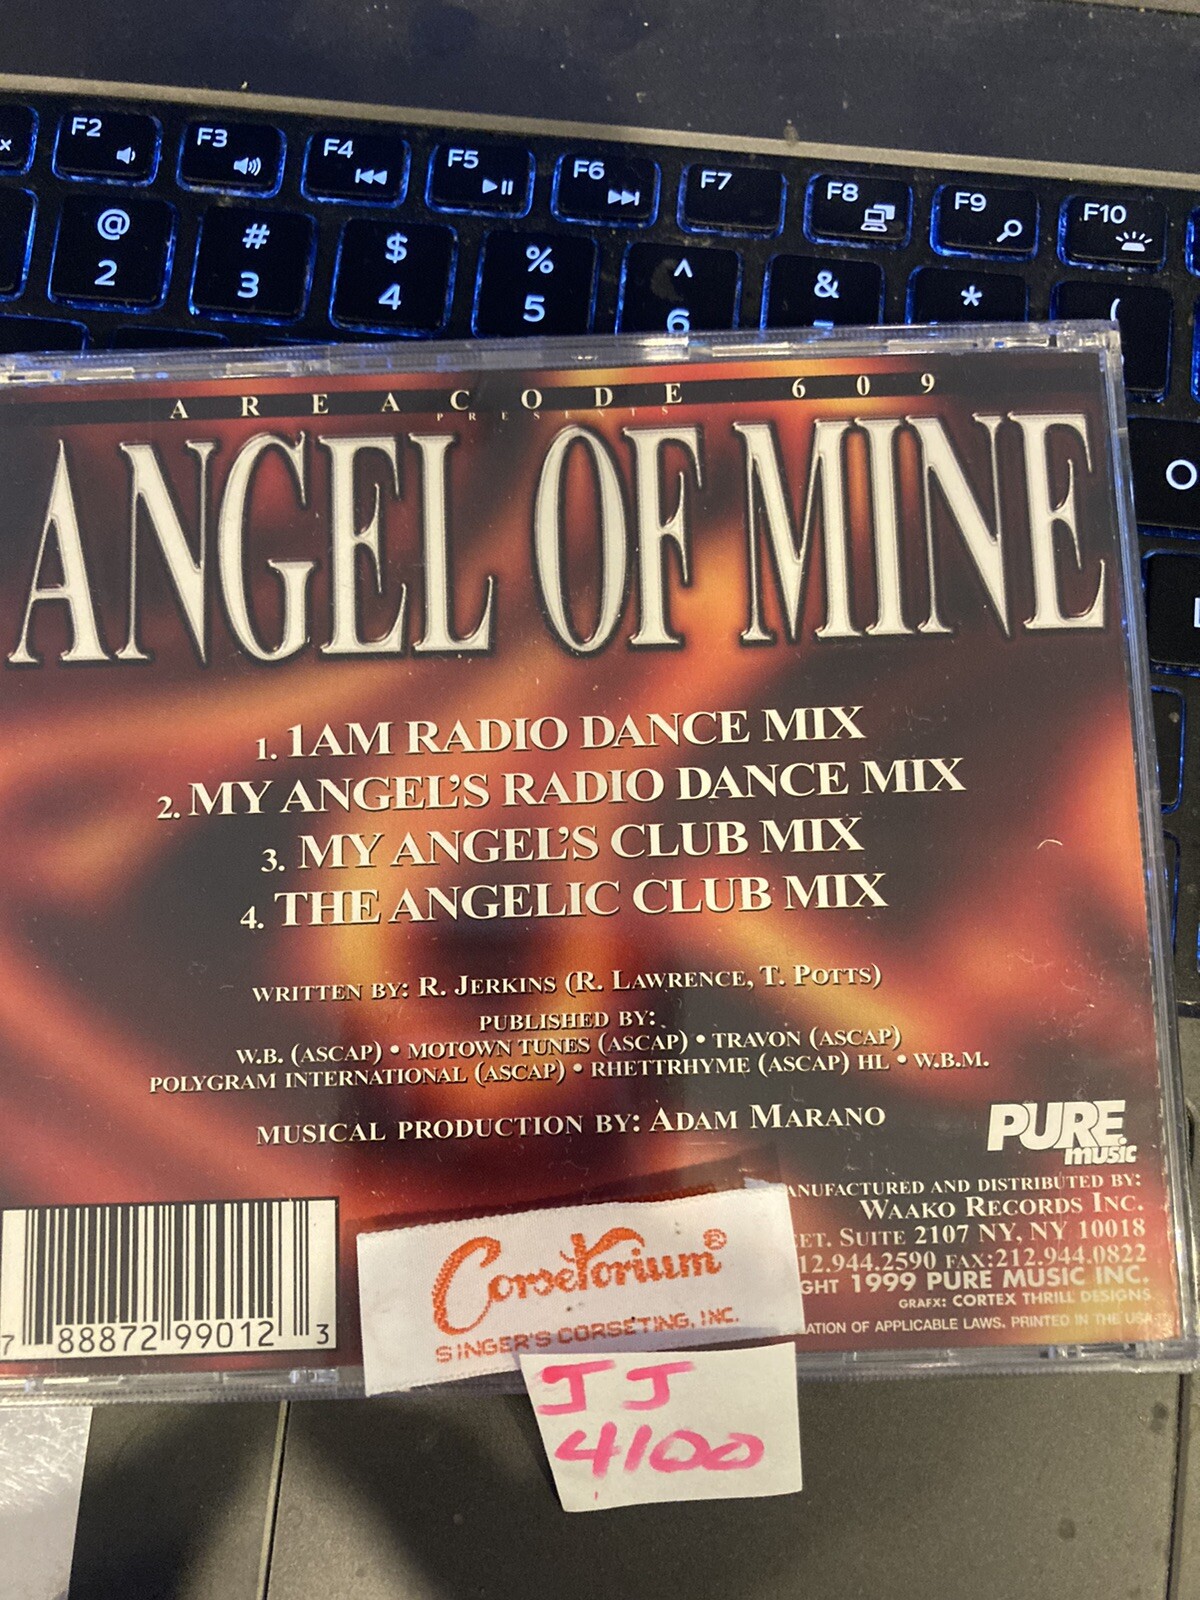 x F2 F3 F4 F5 F6 F7 F8 F9 F10
@ # $ % ^ & * (
2 3 4 5 6
O
AREACODE 609
PRESENTS
ANGEL OF MINE
1. 1AM RADIO DANCE MIX
2. MY ANGEL'S RADIO DANCE MIX
3. MY ANGEL'S CLUB MIX
4. THE ANGELIC CLUB MIX
WRITTEN BY: R. JERKINS (R. LAWRENCE, T. POTTS)
PUBLISHED BY:
W.B. (ASCAP) • MOTOWN TUNES (ASCAP) • TRAVON (ASCAP)
POLYGRAM INTERNATIONAL (ASCAP) • RHETTRHYME (ASCAP) HL • W.B.M.
MUSICAL PRODUCTION BY: ADAM MARANO
PURE
music
ANUFACTURED AND DISTRIBUTED BY:
WAAKO RECORDS INC.
ET. SUITE 2107 NY, NY 10018
12.944.2590 FAX:212.944.0822
GHT 1999 PURE MUSIC INC.
GRAFX: CORTEX THRILL DESIGNS
ATION OF APPLICABLE LAWS. PRINTED IN THE USA
7 88872 99012 3
Corsetorium®
SINGER'S CORSETING, INC.
JJ
4100